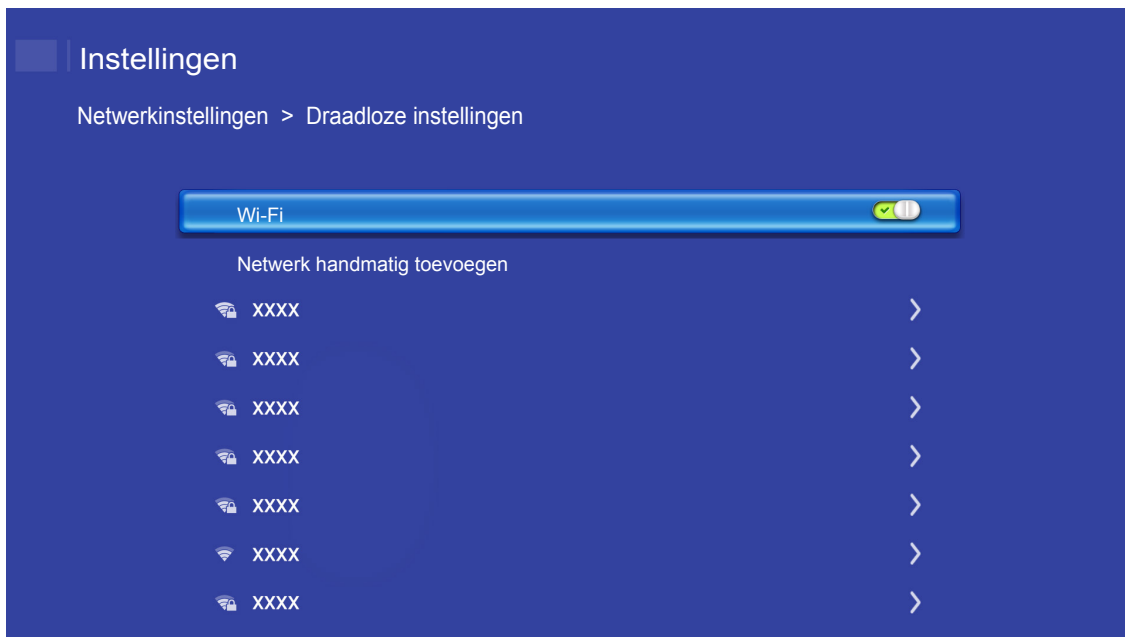 Instellingen
Netwerkinstellingen > Draadloze instellingen
Wi-Fi
Netwerk handmatig toevoegen
XXXX
XXXX
XXXX
XXXX
XXXX
XXXX
XXXX